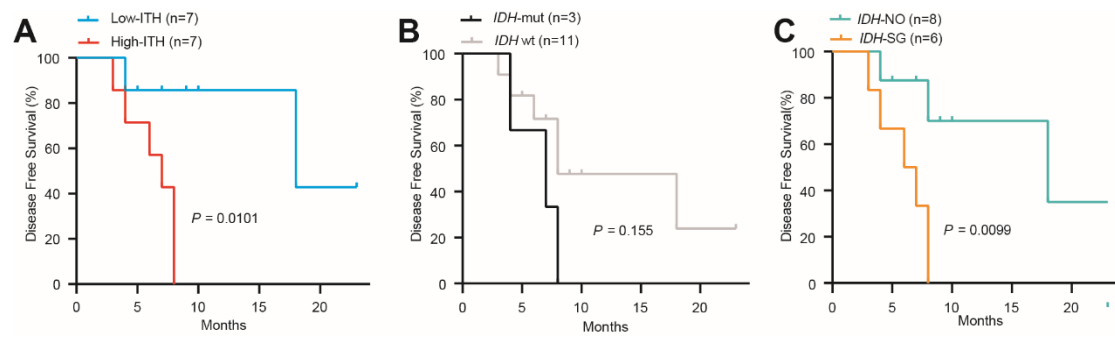 A
Low-ITH (n=7)
High-ITH (n=7)
Disease Free Survival (%)
100
80
60
40
20
0
P = 0.0101
0 5 10 15 20
Months
B
IDH-mut (n=3)
IDH wt (n=11)
Disease Free Survival (%)
100
80
60
40
20
0
P = 0.155
0 5 10 15 20
Months
C
IDH-NO (n=8)
IDH-SG (n=6)
Disease Free Survival(%)
100
80
60
40
20
0
P = 0.0099
0 5 10 15 20
Months